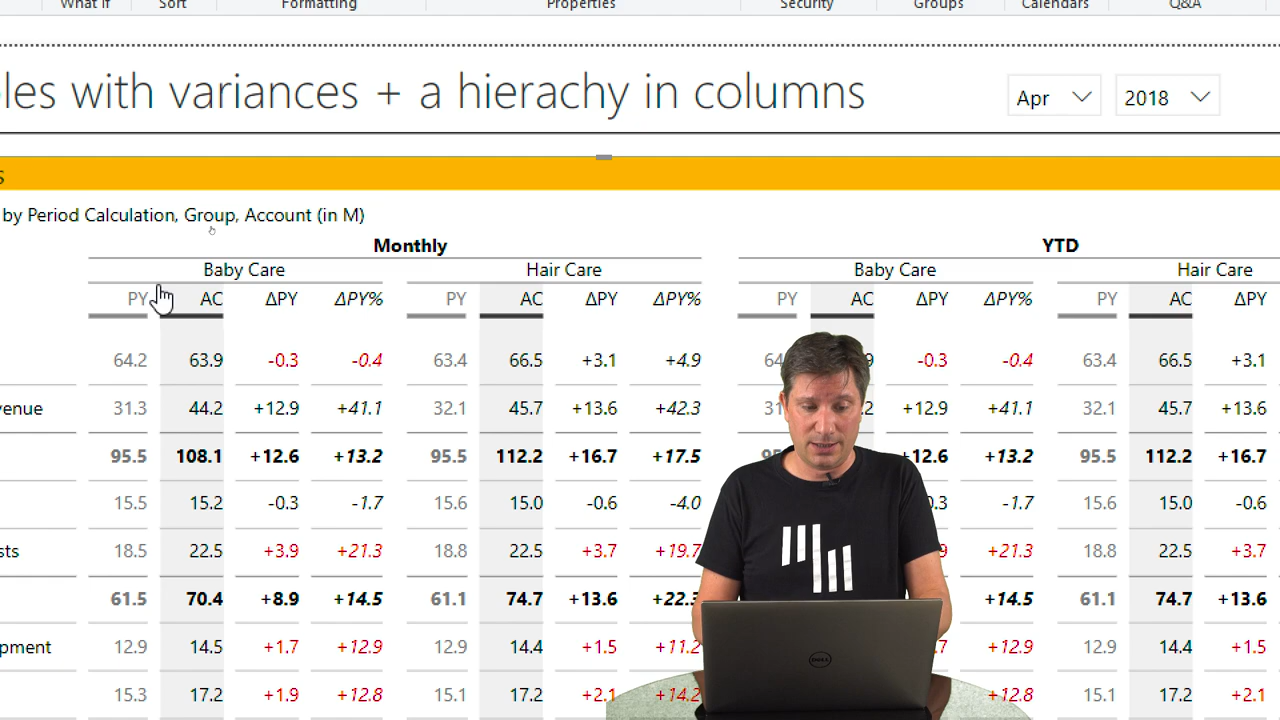 What if Sort Formatting Properties Security Groups Calendars Q&A
les with variances + a hierachy in columns Apr 2018
S
by Period Calculation, Group, Account (in M)
Monthly YTD
Baby Care Hair Care Baby Care Hair Care
PY AC ΔPY ΔPY% PY AC ΔPY ΔPY% PY AC ΔPY ΔPY% PY AC ΔPY
64.2 63.9 -0.3 -0.4 63.4 66.5 +3.1 +4.9 -0.3 -0.4 63.4 66.5 +3.1
venue 31.3 44.2 +12.9 +41.1 32.1 45.7 +13.6 +42.3 +12.9 +41.1 32.1 45.7 +13.6
95.5 108.1 +12.6 +13.2 95.5 112.2 +16.7 +17.5 +12.6 +13.2 95.5 112.2 +16.7
15.5 15.2 -0.3 -1.7 15.6 15.0 -0.6 -4.0 -1.7 15.6 15.0 -0.6
sts 18.5 22.5 +3.9 +21.3 18.8 22.5 +3.7 +19.7 +21.3 18.8 22.5 +3.7
61.5 70.4 +8.9 +14.5 61.1 74.7 +13.6 +22.3 +14.5 61.1 74.7 +13.6
pment 12.9 14.5 +1.7 +12.9 12.9 14.4 +1.5 +11.2 +12.9 12.9 14.4 +1.5
15.3 17.2 +1.9 +12.8 15.1 17.2 +2.1 +14.2 +12.8 15.1 17.2 +2.1
DELL